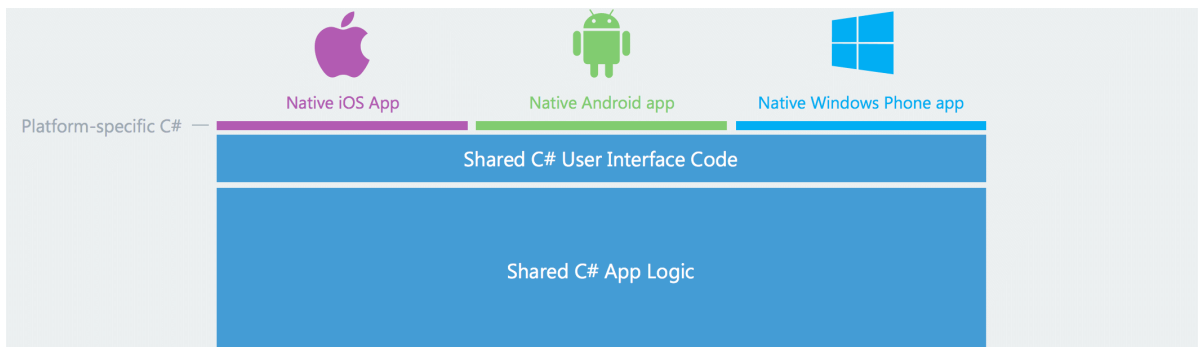 Native iOS App
Native Android app
Native Windows Phone app
Platform-specific C#
Shared C# User Interface Code
Shared C# App Logic